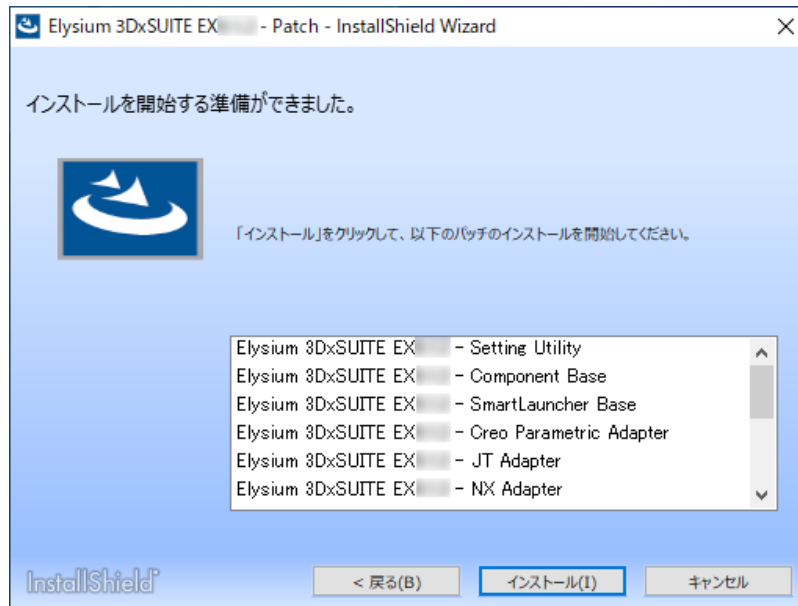 Elysium 3DxSUITE EX - Patch - InstallShield Wizard
インストールを開始する準備ができました。
「インストール」をクリックして、以下のパッチのインストールを開始してください。
Elysium 3DxSUITE EX - Setting Utility
Elysium 3DxSUITE EX - Component Base
Elysium 3DxSUITE EX - SmartLauncher Base
Elysium 3DxSUITE EX - Creo Parametric Adapter
Elysium 3DxSUITE EX - JT Adapter
Elysium 3DxSUITE EX - NX Adapter
InstallShield
< 戻る(B)
インストール(I)
キャンセル